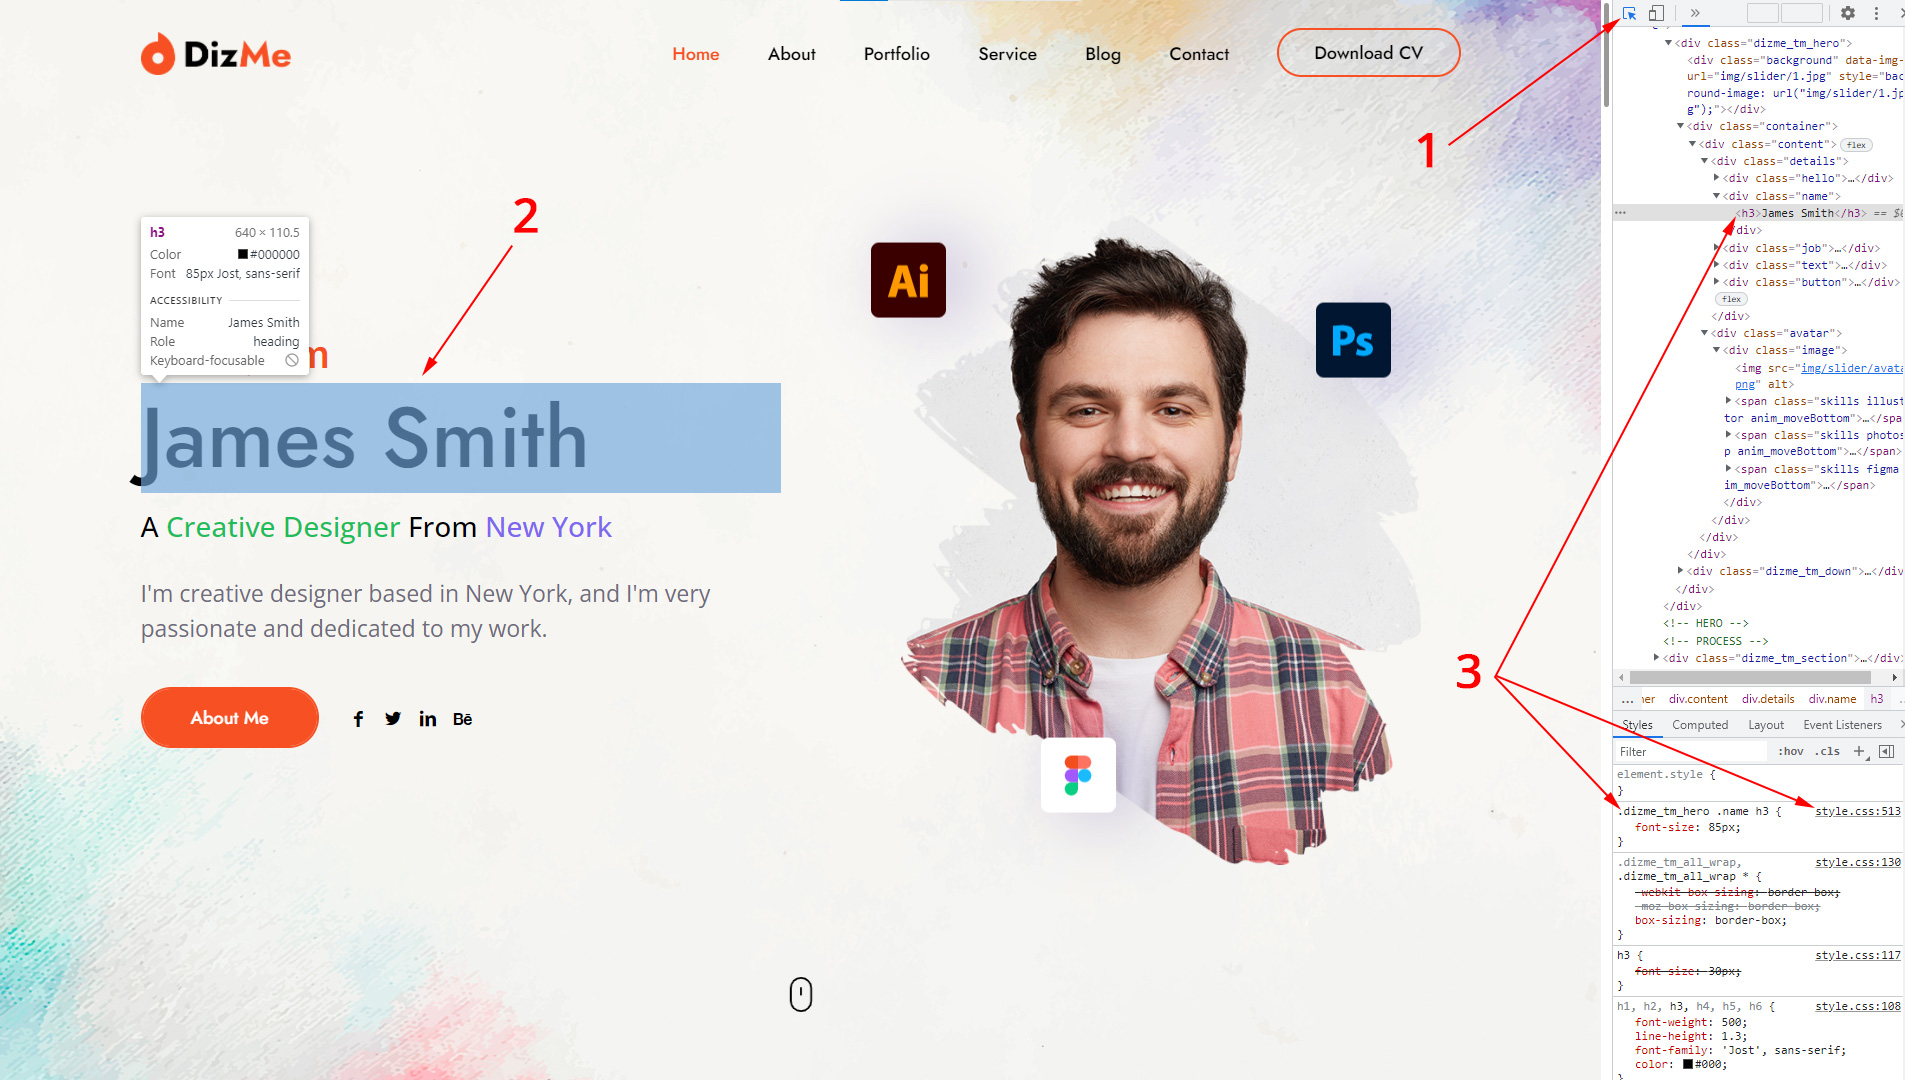 DizMe
Home
About
Portfolio
Service
Blog
Contact
Download CV
1
2
h3 640 × 110.5
Color #000000
Font 85px Jost, sans-serif
ACCESSIBILITY
Name James Smith
Role heading
Keyboard-focusable
m
James Smith
A Creative Designer From New York
I'm creative designer based in New York, and I'm very
passionate and dedicated to my work.
About Me
Bē
Ai
Ps
3
<div class="dizme_tm_hero">
<div class="background" data-img-
url="img/slider/1.jpg" style="bac
round-image: url("img/slider/1.jp
g");"></div>
<div class="container">
<div class="content"> flex
<div class="details">
<div class="hello">…</div>
<div class="name">
<h3>James Smith</h3> == $
/div>
<div class="job">…</div>
<div class="text">…</div>
<div class="button">…</div>
flex
</div>
<div class="avatar">
<div class="image">
<img src="img/slider/avata
png" alt>
<span class="skills illust
tor anim_moveBottom">…</spa
<span class="skills photos
p anim_moveBottom">…</span>
<span class="skills figma
im_moveBottom">…</span>
</div>
</div>
</div>
</div>
<div class="dizme_tm_down">…</div
</div>
</div>
<!-- HERO -->
<!-- PROCESS -->
<div class="dizme_tm_section">…</div>
… ner div.content div.details div.name h3
Styles Computed Layout Event Listeners
Filter :hov .cls +
element.style {
}
.dizme_tm_hero .name h3 { style.css:513
font-size: 85px;
}
.dizme_tm_all_wrap, style.css:130
.dizme_tm_all_wrap * {
-webkit-box-sizing: border-box;
-moz-box-sizing: border-box;
box-sizing: border-box;
}
h3 { style.css:117
font-size: 30px;
}
h1, h2, h3, h4, h5, h6 { style.css:108
font-weight: 500;
line-height: 1.3;
font-family: 'Jost', sans-serif;
color: #000;
}